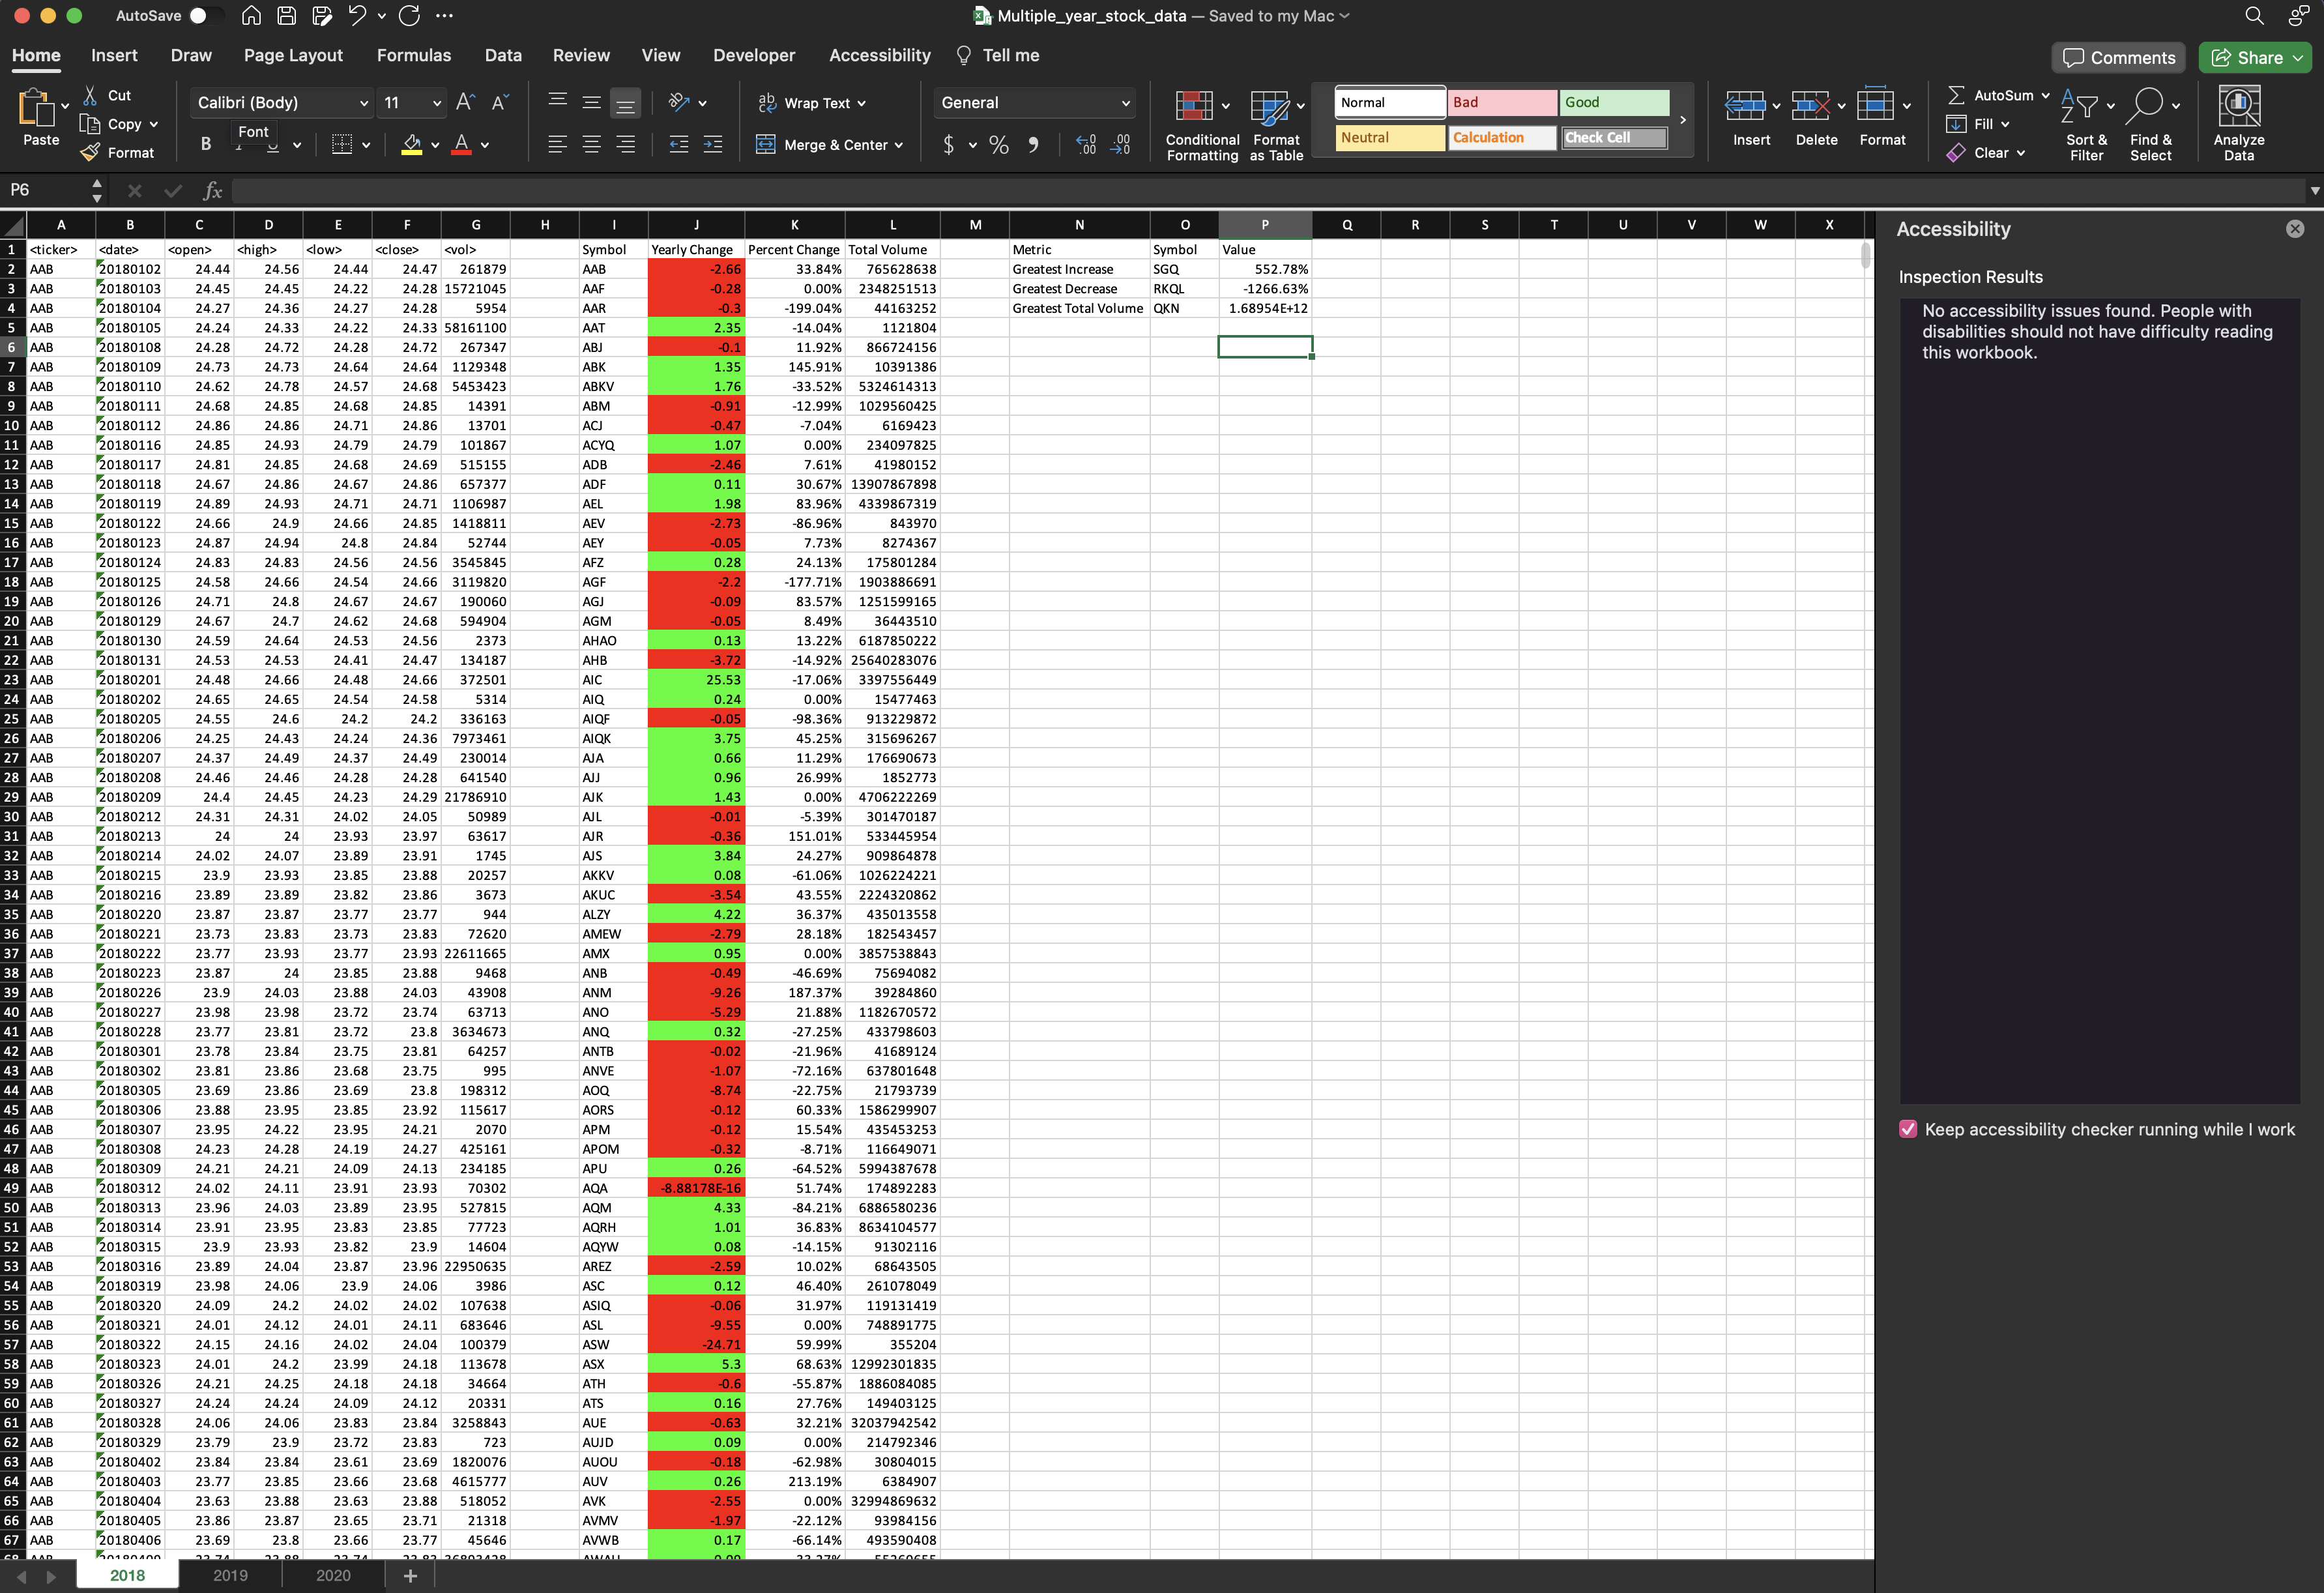 AutoSave
Multiple_year_stock_data — Saved to my Mac
Home Insert Draw Page Layout Formulas Data Review View Developer Accessibility Tell me Comments Share
Paste Cut Copy Format
Calibri (Body) 11
Font
Wrap Text
Merge & Center
General
Conditional Formatting
Format as Table
Normal Bad Good
Neutral Calculation Check Cell
Insert Delete Format
AutoSum
Fill
Clear
Sort & Filter
Find & Select
Analyze Data
P6 fx
A B C D E F G H I J K L M N O P Q R S T U V W X
1 <ticker> <date> <open> <high> <low> <close> <vol> Symbol Yearly Change Percent Change Total Volume Metric Symbol Value
2 AAB 20180102 24.44 24.56 24.44 24.47 261879 AAB -2.66 33.84% 765628638 Greatest Increase SGQ 552.78%
3 AAB 20180103 24.45 24.45 24.22 24.28 15721045 AAF -0.28 0.00% 2348251513 Greatest Decrease RKQL -1266.63%
4 AAB 20180104 24.27 24.36 24.27 24.28 5954 AAR -0.3 -199.04% 44163252 Greatest Total Volume QKN 1.68954E+12
5 AAB 20180105 24.24 24.33 24.22 24.33 58161100 AAT 2.35 -14.04% 1121804
6 AAB 20180108 24.28 24.72 24.28 24.72 267347 ABJ -0.1 11.92% 866724156
7 AAB 20180109 24.73 24.73 24.64 24.64 1129348 ABK 1.35 145.91% 10391386
8 AAB 20180110 24.62 24.78 24.57 24.68 5453423 ABKV 1.76 -33.52% 5324614313
9 AAB 20180111 24.68 24.85 24.68 24.85 14391 ABM -0.91 -12.99% 1029560425
10 AAB 20180112 24.86 24.86 24.71 24.86 13701 ACJ -0.47 -7.04% 6169423
11 AAB 20180116 24.85 24.93 24.79 24.79 101867 ACYQ 1.07 0.00% 234097825
12 AAB 20180117 24.81 24.85 24.68 24.69 515155 ADB -2.46 7.61% 41980152
13 AAB 20180118 24.67 24.86 24.67 24.86 657377 ADF 0.11 30.67% 13907867898
14 AAB 20180119 24.89 24.93 24.71 24.71 1106987 AEL 1.98 83.96% 4339867319
15 AAB 20180122 24.66 24.9 24.66 24.85 1418811 AEV -2.73 -86.96% 843970
16 AAB 20180123 24.87 24.94 24.8 24.84 52744 AEY -0.05 7.73% 8274367
17 AAB 20180124 24.83 24.83 24.56 24.56 3545845 AFZ 0.28 24.13% 175801284
18 AAB 20180125 24.58 24.66 24.54 24.66 3119820 AGF -2.2 -177.71% 1903886691
19 AAB 20180126 24.71 24.8 24.67 24.67 190060 AGJ -0.09 83.57% 1251599165
20 AAB 20180129 24.67 24.7 24.62 24.68 594904 AGM -0.05 8.49% 36443510
21 AAB 20180130 24.59 24.64 24.53 24.56 2373 AHAO 0.13 13.22% 6187850222
22 AAB 20180131 24.53 24.53 24.41 24.47 134187 AHB -3.72 -14.92% 25640283076
23 AAB 20180201 24.48 24.66 24.48 24.66 372501 AIC 25.53 -17.06% 3397556449
24 AAB 20180202 24.65 24.65 24.54 24.58 5314 AIQ 0.24 0.00% 15477463
25 AAB 20180205 24.55 24.6 24.2 24.2 336163 AIQF -0.05 -98.36% 913229872
26 AAB 20180206 24.25 24.43 24.24 24.36 7973461 AIQK 3.75 45.25% 315696267
27 AAB 20180207 24.37 24.49 24.37 24.49 230014 AJA 0.66 11.29% 176690673
28 AAB 20180208 24.46 24.46 24.28 24.28 641540 AJJ 0.96 26.99% 1852773
29 AAB 20180209 24.4 24.45 24.23 24.29 21786910 AJK 1.43 0.00% 4706222269
30 AAB 20180212 24.31 24.31 24.02 24.05 50989 AJL -0.01 -5.39% 301470187
31 AAB 20180213 24 24 23.93 23.97 63617 AJR -0.36 151.01% 533445954
32 AAB 20180214 24.02 24.07 23.89 23.91 1745 AJS 3.84 24.27% 909864878
33 AAB 20180215 23.9 23.93 23.85 23.88 20257 AKKV 0.08 -61.06% 1026224221
34 AAB 20180216 23.89 23.89 23.82 23.86 3673 AKUC -3.54 43.55% 2224320862
35 AAB 20180220 23.87 23.87 23.77 23.77 944 ALZY 4.22 36.37% 435013558
36 AAB 20180221 23.73 23.83 23.73 23.83 72620 AMEW -2.79 28.18% 182543457
37 AAB 20180222 23.77 23.93 23.77 23.93 22611665 AMX 0.95 0.00% 3857538843
38 AAB 20180223 23.87 24 23.85 23.88 9468 ANB -0.49 -46.69% 75694082
39 AAB 20180226 23.9 24.03 23.88 24.03 43908 ANM -9.26 187.37% 39284860
40 AAB 20180227 23.98 23.98 23.72 23.74 63713 ANO -5.29 21.88% 1182670572
41 AAB 20180228 23.77 23.81 23.72 23.8 3634673 ANQ 0.32 -27.25% 433798603
42 AAB 20180301 23.78 23.84 23.75 23.81 64257 ANTB -0.02 -21.96% 41689124
43 AAB 20180302 23.81 23.86 23.68 23.75 995 ANVE -1.07 -72.16% 637801648
44 AAB 20180305 23.69 23.86 23.69 23.8 198312 AOQ -8.74 -22.75% 21793739
45 AAB 20180306 23.88 23.95 23.85 23.92 115617 AORS -0.12 60.33% 1586299907
46 AAB 20180307 23.95 24.22 23.95 24.21 2070 APM -0.12 15.54% 435453253
47 AAB 20180308 24.23 24.28 24.19 24.27 425161 APOM -0.32 -8.71% 116649071
48 AAB 20180309 24.21 24.21 24.09 24.13 234185 APU 0.26 -64.52% 5994387678
49 AAB 20180312 24.02 24.11 23.91 23.93 70302 AQA -8.88178E-16 51.74% 174892283
50 AAB 20180313 23.96 24.03 23.89 23.95 527815 AQM 4.33 -84.21% 6886580236
51 AAB 20180314 23.91 23.95 23.83 23.85 77723 AQRH 1.01 36.83% 8634104577
52 AAB 20180315 23.9 23.93 23.82 23.9 14604 AQYW 0.08 -14.15% 91302116
53 AAB 20180316 23.89 24.04 23.87 23.96 22950635 AREZ -2.59 10.02% 68643505
54 AAB 20180319 23.98 24.06 23.9 24.06 3986 ASC 0.12 46.40% 261078049
55 AAB 20180320 24.09 24.2 24.02 24.02 107638 ASIQ -0.06 31.97% 119131419
56 AAB 20180321 24.01 24.12 24.01 24.11 683646 ASL -9.55 0.00% 748891775
57 AAB 20180322 24.15 24.16 24.02 24.04 100379 ASW -24.71 59.99% 355204
58 AAB 20180323 24.01 24.2 23.99 24.18 113678 ASX 5.3 68.63% 12992301835
59 AAB 20180326 24.21 24.25 24.18 24.18 34664 ATH -0.6 -55.87% 1886084085
60 AAB 20180327 24.24 24.24 24.09 24.12 20331 ATS 0.16 27.76% 149403125
61 AAB 20180328 24.06 24.06 23.83 23.84 3258843 AUE -0.63 32.21% 32037942542
62 AAB 20180329 23.79 23.9 23.72 23.83 723 AUJD 0.09 0.00% 214792346
63 AAB 20180402 23.84 23.84 23.61 23.69 1820076 AUOU -0.18 -62.98% 30804015
64 AAB 20180403 23.77 23.85 23.66 23.68 4615777 AUV 0.26 213.19% 6384907
65 AAB 20180404 23.63 23.88 23.63 23.88 518052 AVK -2.55 0.00% 32994869632
66 AAB 20180405 23.86 23.87 23.65 23.71 21318 AVMV -1.97 -22.12% 93984156
67 AAB 20180406 23.69 23.8 23.66 23.77 45646 AVWB 0.17 -66.14% 493590408
2018 2019 2020
Accessibility
Inspection Results
No accessibility issues found. People with
disabilities should not have difficulty reading
this workbook.
Keep accessibility checker running while I work